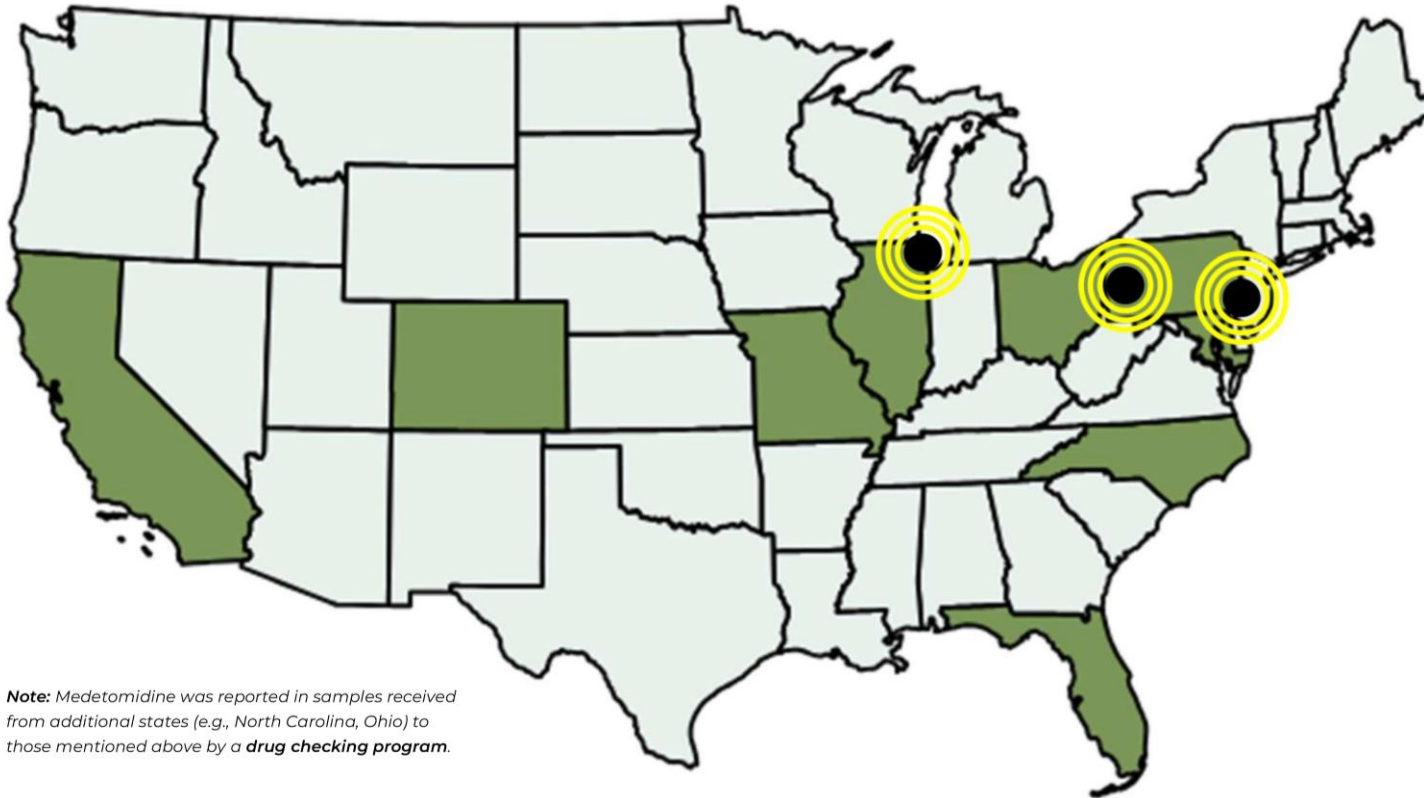 Note: Medetomidine was reported in samples received
from additional states (e.g., North Carolina, Ohio) to
those mentioned above by a drug checking program.